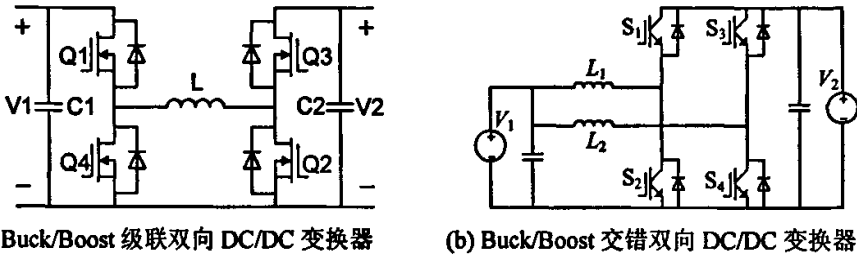 +
+
Q1
Q3
L
V1
C1
C2
V2
Q4
Q2
−
−
Buck/Boost 级联双向 DC/DC 变换器
S1
S3
L1
V1
L2
V2
+
+
S2
S4
(b) Buck/Boost 交错双向 DC/DC 变换器